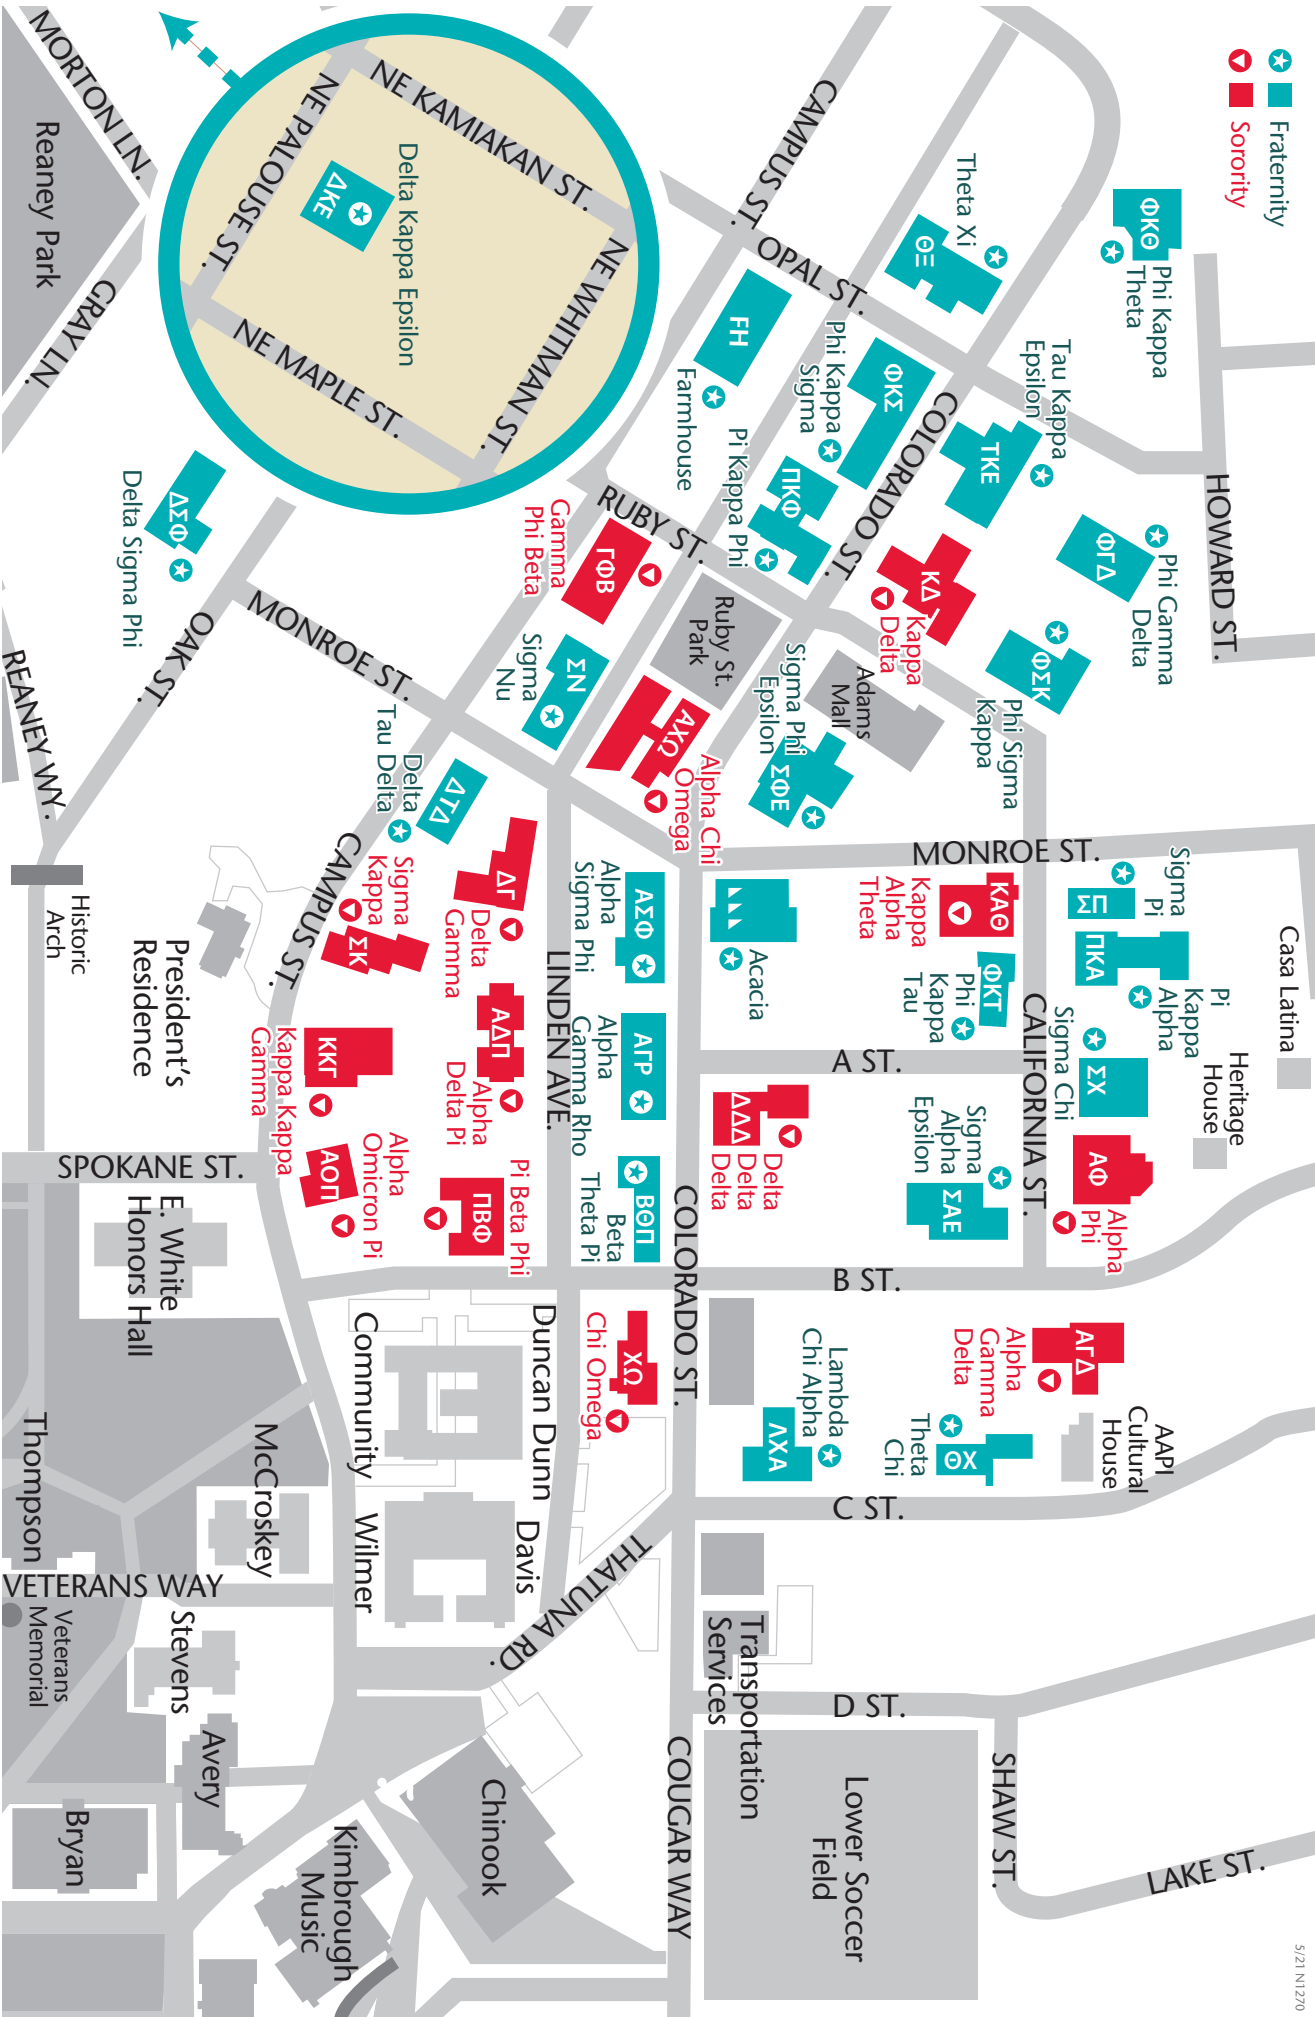 Fraternity
Sorority
MORTON LN.
Reaney Park
GRAY LN.
NE PALOUSE ST.
NE KAMIAKAN ST.
NE WHITMAN ST.
NE MAPLE ST.
ΔΚΕ
Delta Kappa Epsilon
CAMPUS ST.
OPAL ST.
Theta Xi
ΘΞ
ΦΚΘ
Phi Kappa
Theta
HOWARD ST.
FH
Farmhouse
Phi Kappa
Sigma
ΦΚΣ
COLORADO ST.
Tau Kappa
Epsilon
ΤΚΕ
Pi Kappa Phi
ΠΚΦ
ΦΓΔ
Phi Gamma
Delta
ΚΔ
Kappa
Delta
ΦΣΚ
Phi Sigma
Kappa
RUBY ST.
Gamma
Phi Beta
ΓΦΒ
Ruby St.
Park
Adams
Mall
Sigma Phi
Epsilon
ΣΦΕ
Sigma
Nu
ΣΝ
ΑΧΩ
Alpha Chi
Omega
ΔΣΦ
Delta Sigma Phi
OAK ST.
MONROE ST.
REANEY WY.
Historic
Arch
Delta
Tau Delta
ΔΤΔ
CAMPUS ST.
Sigma
Kappa
ΣΚ
ΔΓ
Delta
Gamma
LINDEN AVE.
Alpha
Sigma Phi
ΑΣΦ
Acacia
MONROE ST.
ΚΑΘ
Kappa
Alpha
Theta
ΦΚΤ
Phi
Kappa
Tau
CALIFORNIA ST.
Sigma
Pi
ΣΠ
ΠΚΑ
Pi
Kappa
Alpha
Casa Latina
Heritage
House
ΣΧ
Sigma Chi
A ST.
President's
Residence
ΚΚΓ
Kappa Kappa
Gamma
ΑΔΠ
Alpha
Delta Pi
ΑΓΡ
Alpha
Gamma Rho
ΔΔΔ
Delta
Delta
Delta
Sigma
Alpha
Epsilon
ΣΑΕ
ΑΦ
Alpha
Phi
SPOKANE ST.
E. White
Honors Hall
ΑΟΠ
Alpha
Omicron Pi
ΠΒΦ
Pi Beta Phi
ΒΘΠ
Beta
Theta Pi
COLORADO ST.
B ST.
Community
Duncan Dunn
ΧΩ
Chi Omega
Lambda
Chi Alpha
ΛΧΑ
ΑΓΔ
Alpha
Gamma
Delta
Theta
Chi
ΘΧ
AAPI
Cultural
House
Thompson
McCroskey
Wilmer
Davis
C ST.
THATUNA RD.
VETERANS WAY
Veterans
Memorial
Stevens
Transportation
Services
D ST.
Avery
Bryan
Kimbrough
Music
Chinook
COUGAR WAY
Lower Soccer
Field
SHAW ST.
LAKE ST.
5/21 N1270